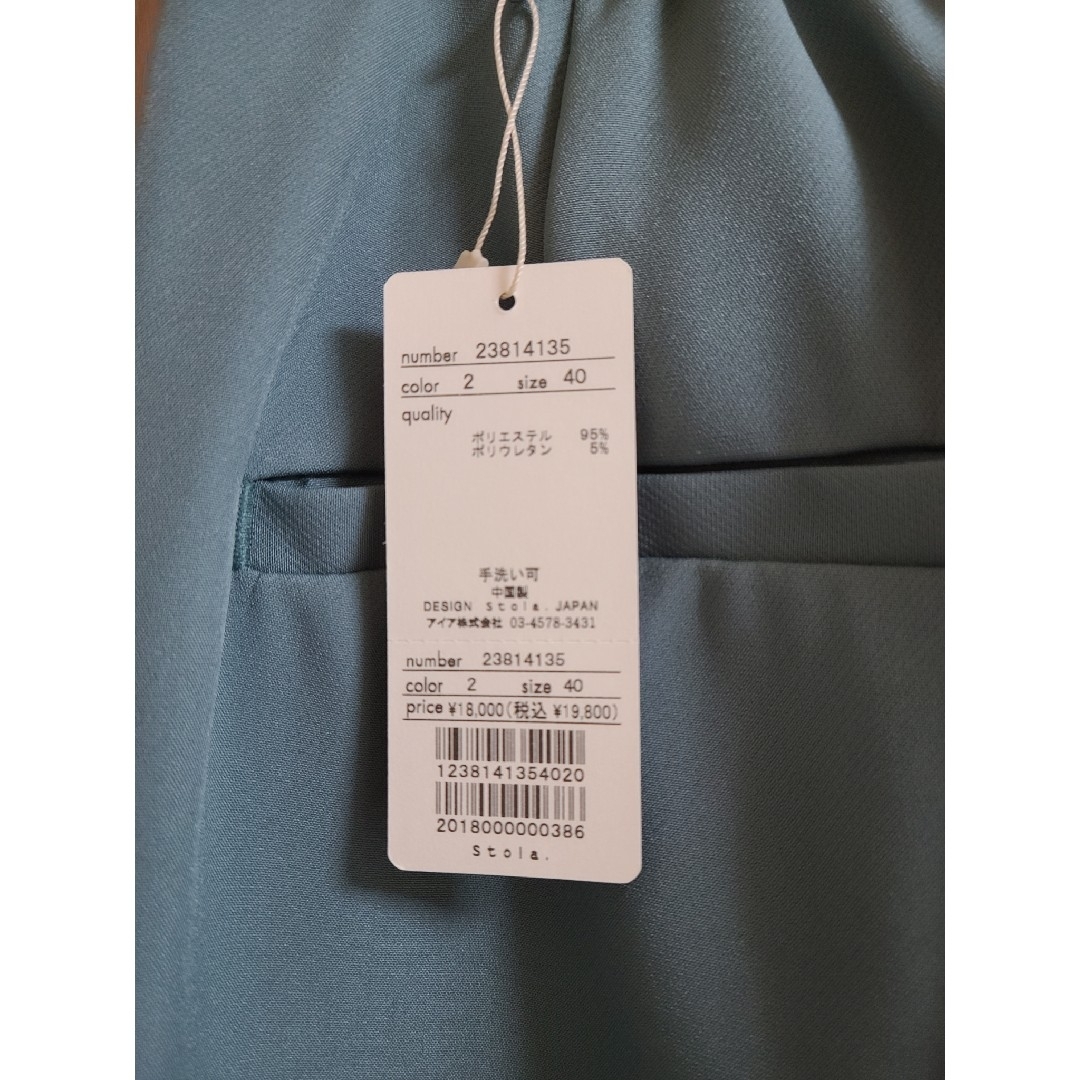 number 23814135
color 2 size 40
quality
ポリエステル 95%
ポリウレタン 5%
手洗い可
中国製
DESIGN Stola. JAPAN
アイア株式会社 03-4578-3431
number 23814135
color 2 size 40
price ¥18,000(税込 ¥19,800)
1238141354020
2018000000386
Stola.